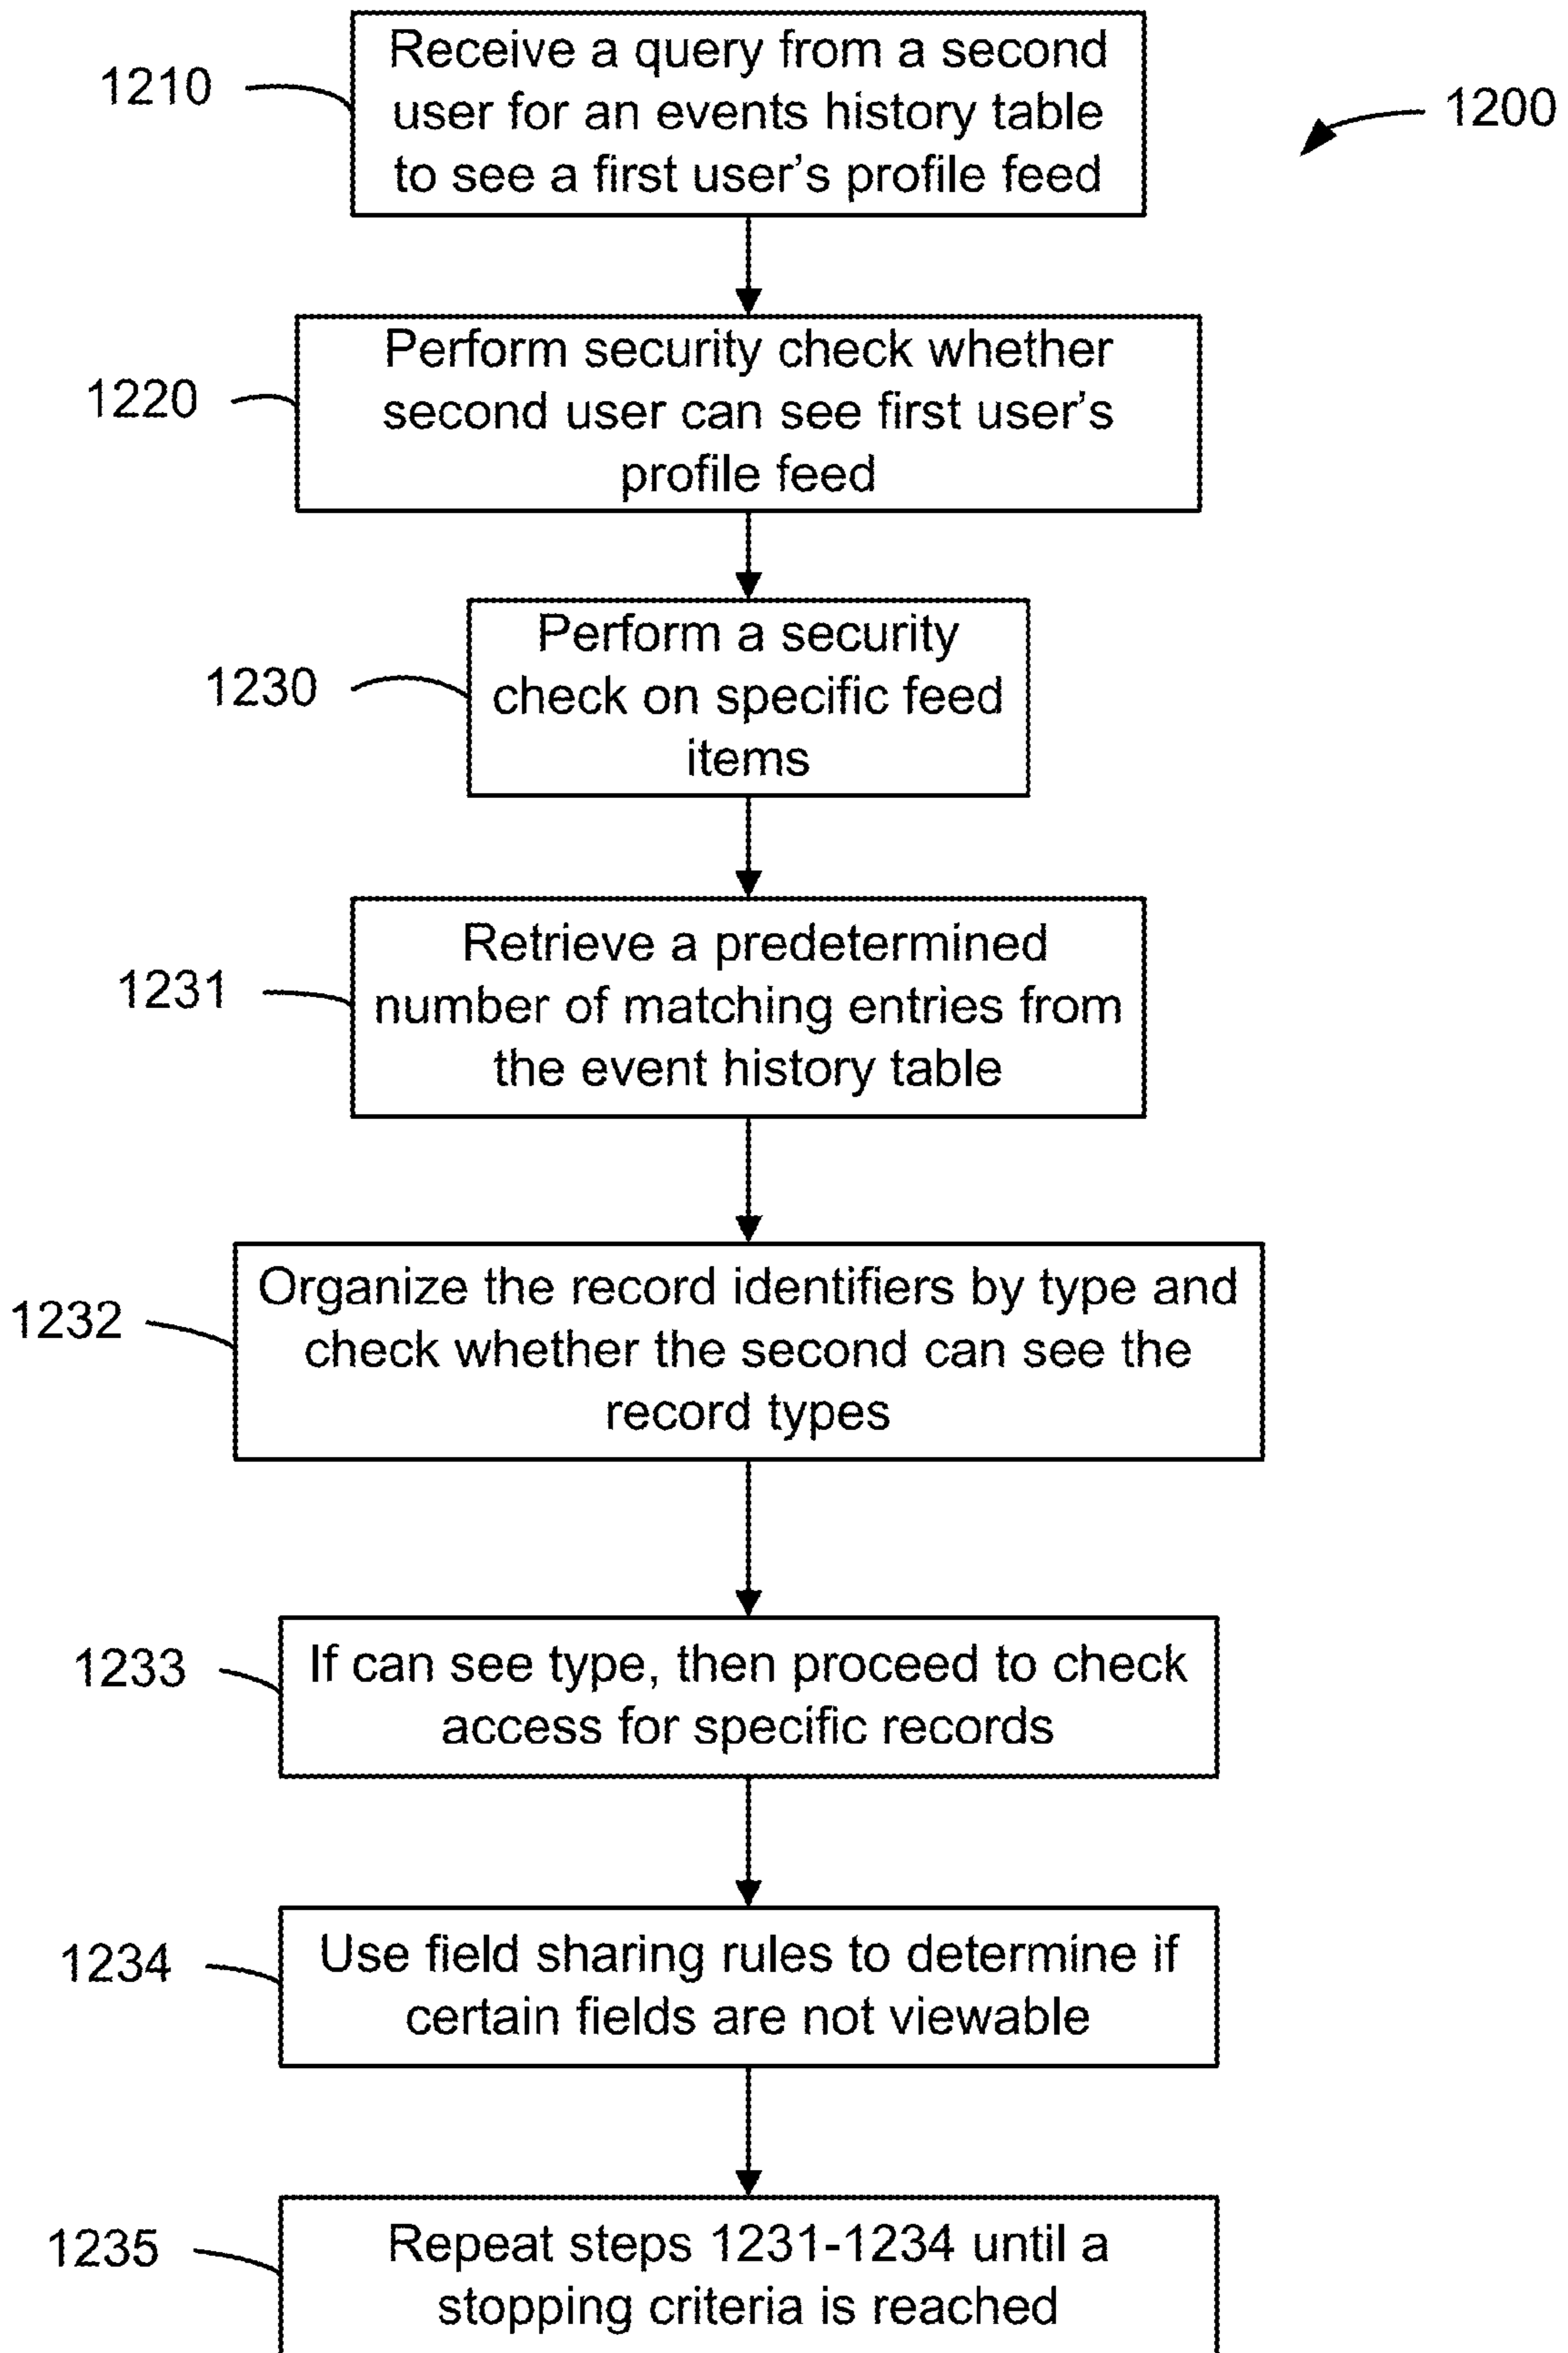 1210
Receive a query from a second
user for an events history table
to see a first user's profile feed
1200
1220
Perform security check whether
second user can see first user's
profile feed
1230
Perform a security
check on specific feed
items
1231
Retrieve a predetermined
number of matching entries from
the event history table
1232
Organize the record identifiers by type and
check whether the second can see the
record types
1233
If can see type, then proceed to check
access for specific records
1234
Use field sharing rules to determine if
certain fields are not viewable
1235
Repeat steps 1231-1234 until a
stopping criteria is reached